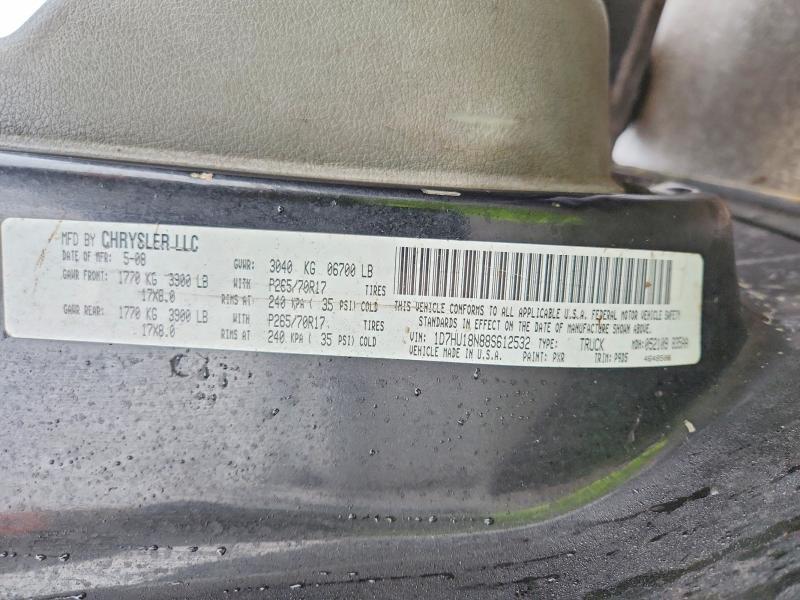 MFD BY CHRYSLER LLC
DATE OF MFR: 5-08 GVWR: 3040 KG 06700 LB
GAWR FRONT: 1770 KG 3900 LB WITH P265/70R17 TIRES
17X8.0 RIMS AT 240 KPA ( 35 PSI) COLD
GAWR REAR: 1770 KG 3900 LB WITH P265/70R17 TIRES
17X8.0 RIMS AT 240 KPA ( 35 PSI) COLD
THIS VEHICLE CONFORMS TO ALL APPLICABLE U.S.A. FEDERAL MOTOR VEHICLE SAFETY
STANDARDS IN EFFECT ON THE DATE OF MANUFACTURE SHOWN ABOVE.
VIN: 1D7HU18N88S612532 TYPE: TRUCK MDH:
VEHICLE MADE IN U.S.A. PAINT: PXR TRIM: P9D5